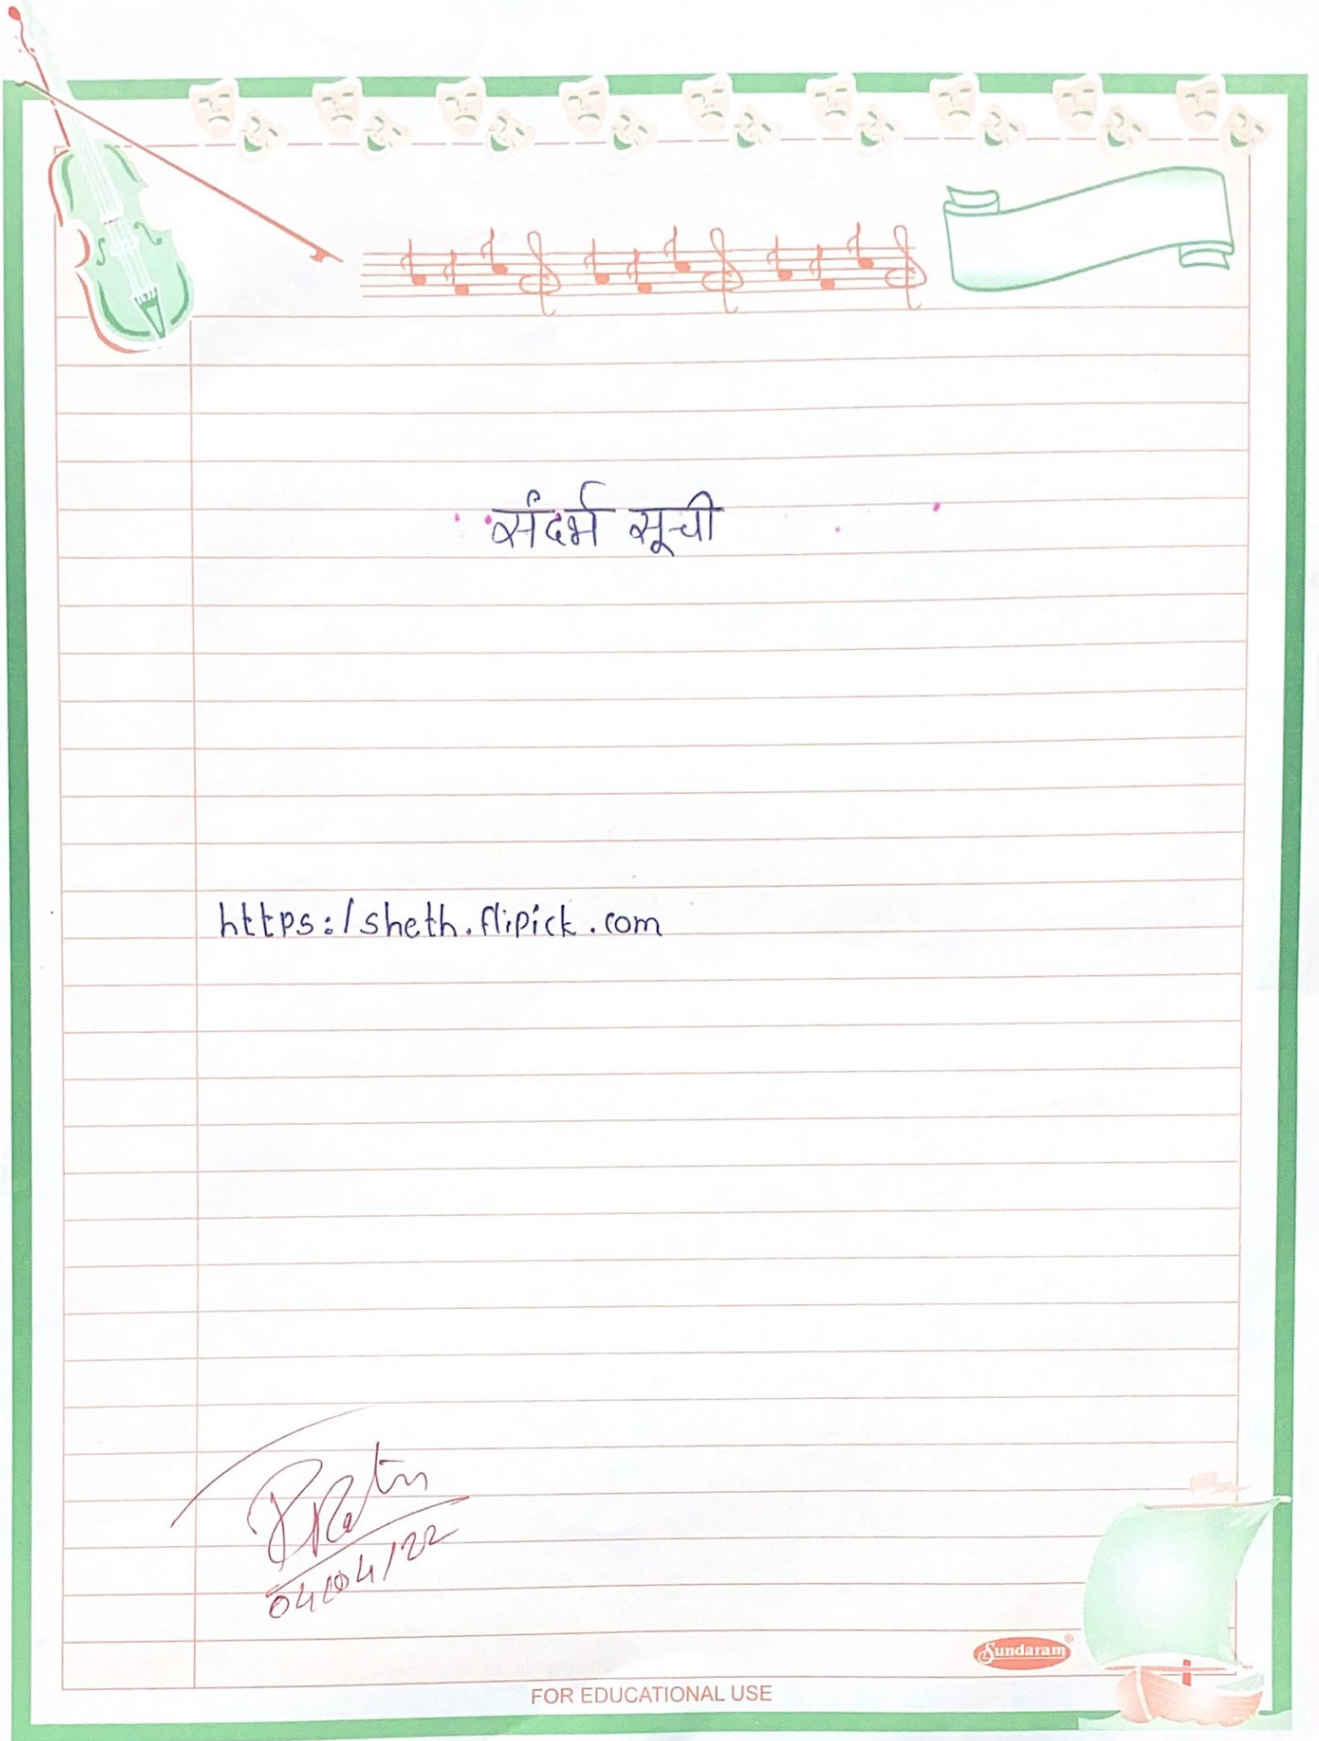 संदर्भ सूची
https:/sheth.flipick.com
04/04/22
Sundaram®
FOR EDUCATIONAL USE